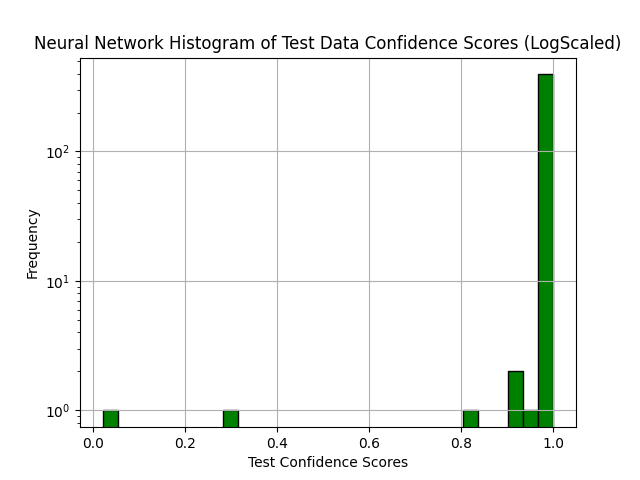 Neural Network Histogram of Test Data Confidence Scores (LogScaled)
Frequency
10²
10¹
10⁰
0.0 0.2 0.4 0.6 0.8 1.0
Test Confidence Scores